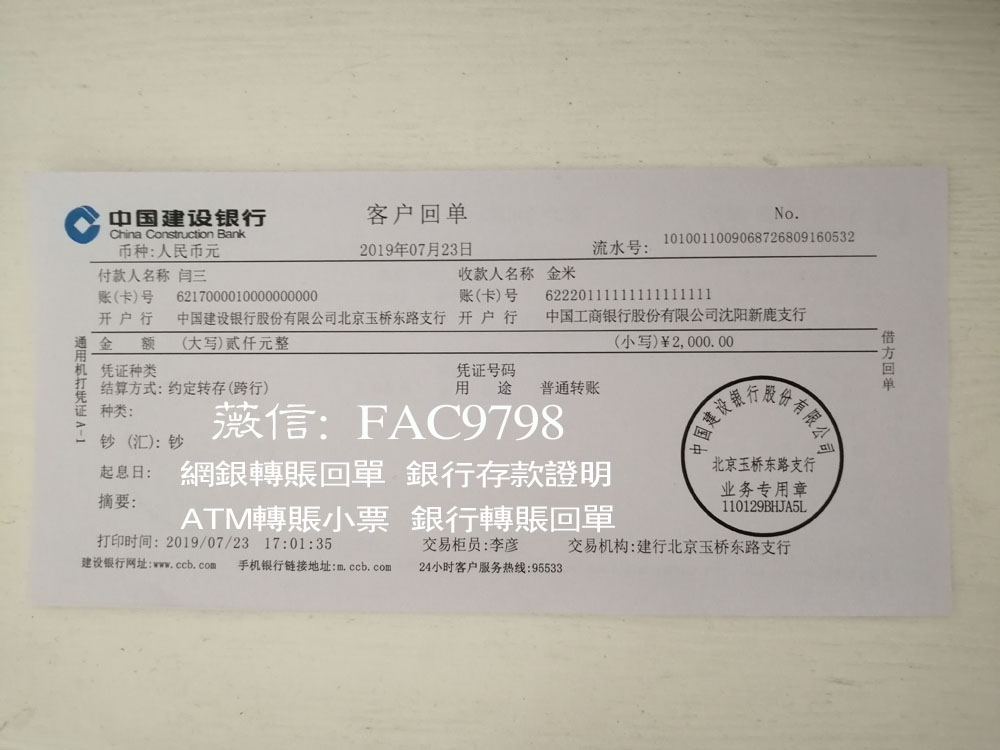 中国建设银行 客户回单 No.
China Construction Bank
币种:人民币元 2019年07月23日 流水号: 1010011009068726809160532
付款人名称 闫三 收款人名称 金米
账(卡)号 6217000010000000000 账(卡)号 62220111111111111111
开户行 中国建设银行股份有限公司北京玉桥东路支行 开户行 中国工商银行股份有限公司沈阳新鹿支行
金额 (大写)贰仟元整 (小写)¥2,000.00
通用机打凭证A-1
借方回单
凭证种类 凭证号码
结算方式: 约定转存(跨行) 用途 普通转账
种类:
薇信: FAC9798
钞 (汇): 钞
起息日:
網銀轉賬回單 銀行存款證明
摘要:
ATM轉賬小票 銀行轉賬回單
中国建设银行股份有限公司
北京玉桥东路支行
业务专用章
110129BHJA5L
打印时间: 2019/07/23 17:01:35 交易柜员:李彦 交易机构:建行北京玉桥东路支行
建设银行网址:www.ccb.com 手机银行链接地址:m.ccb.com 24小时客户服务热线:95533